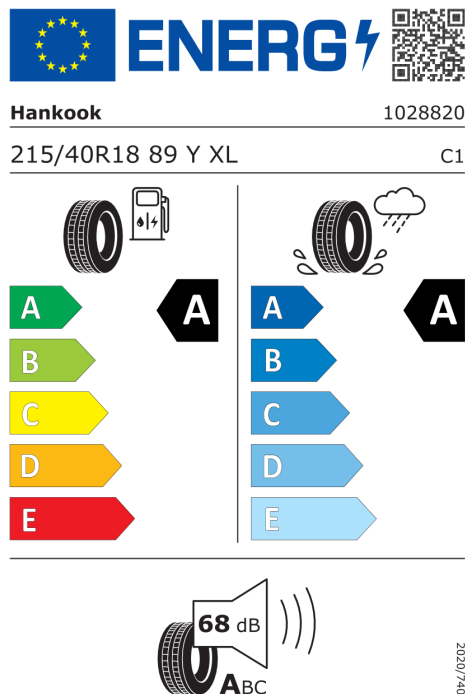 ENERG
Hankook
1028820
215/40R18 89 Y XL
C1
A
B
C
D
E
A
A
B
C
D
E
A
68 dB
ABC
2020/740